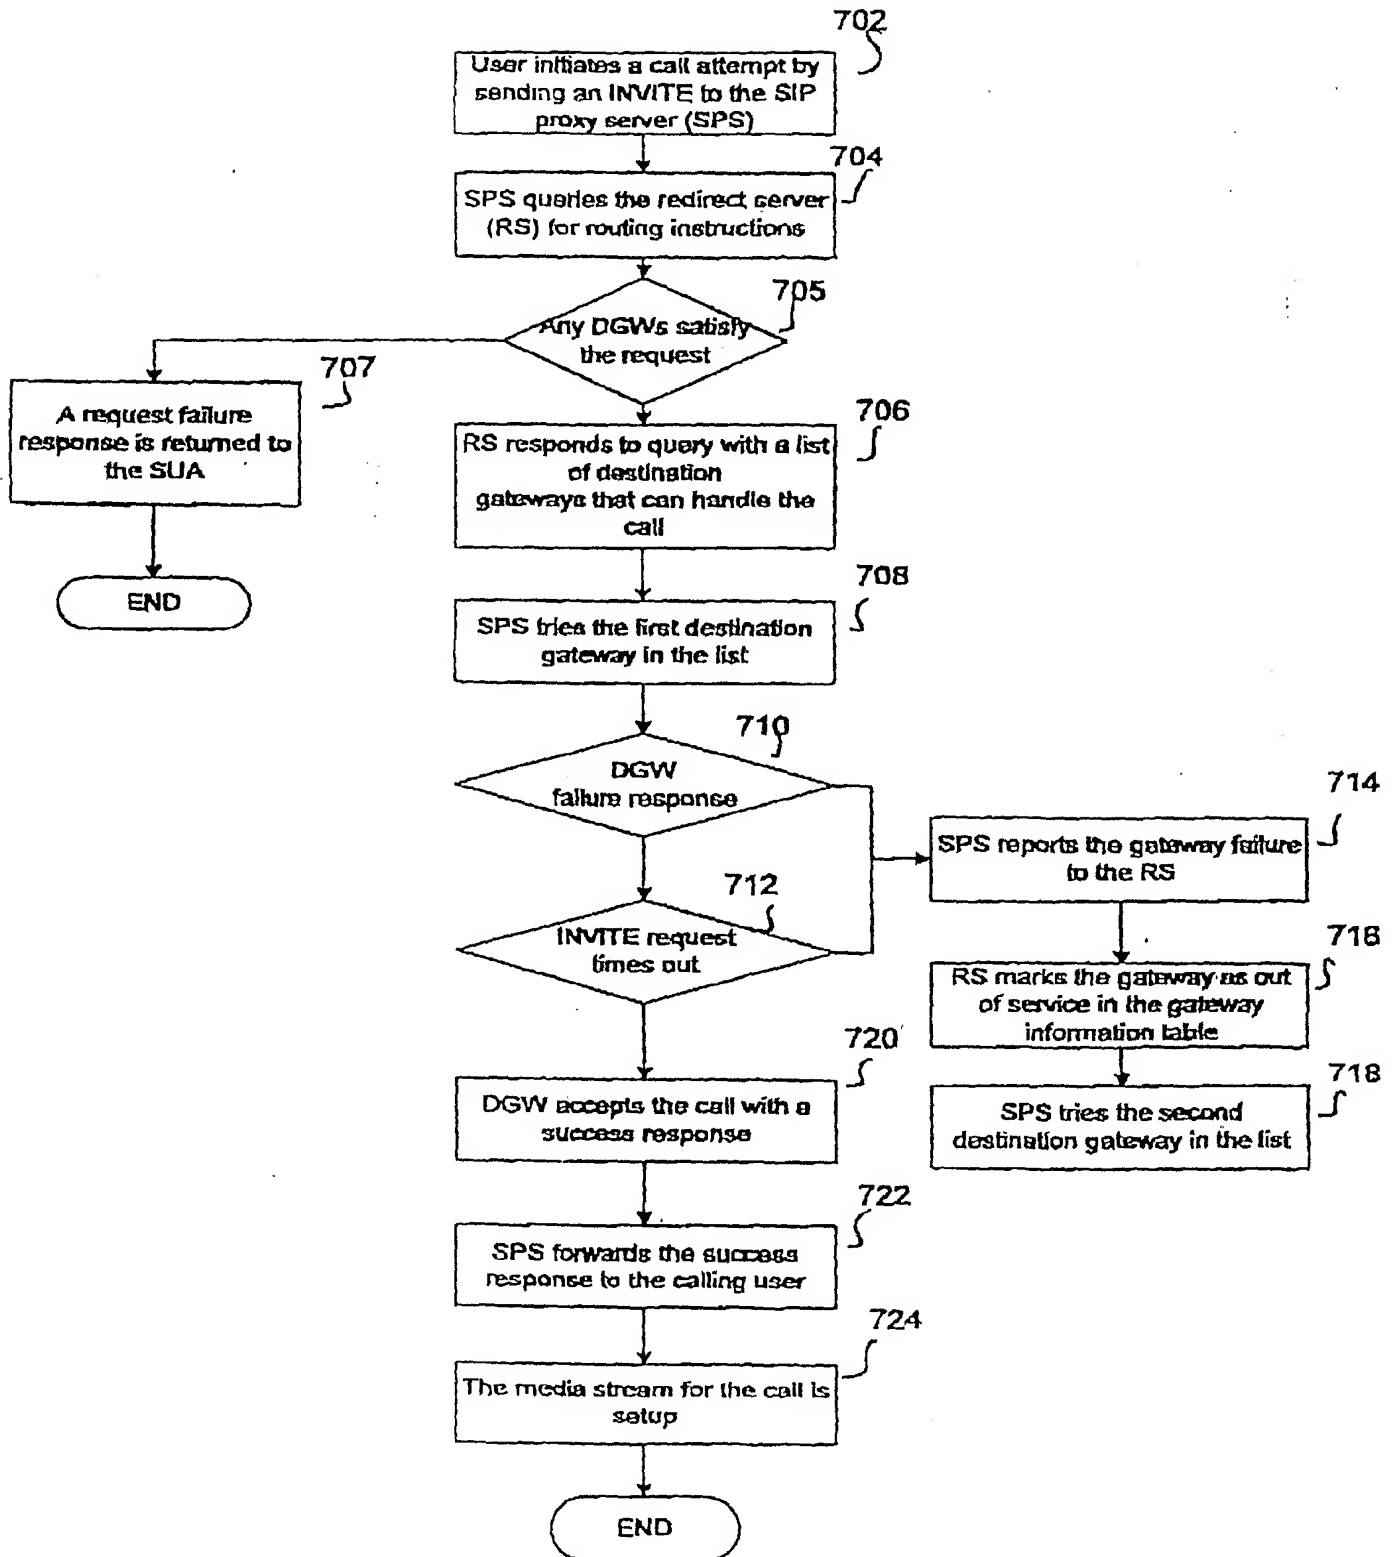 702
User initiates a call attempt by
sending an INVITE to the SIP
proxy server (SPS)
704
SPS queries the redirect server
(RS) for routing instructions
705
Any DGWs satisfy
the request
707
A request failure
response is returned to
the SUA
END
706
RS responds to query with a list
of destination
gateways that can handle the
call
708
SPS tries the first destination
gateway in the list
710
DGW
failure response
712
INVITE request
times out
714
SPS reports the gateway failure
to the RS
716
RS marks the gateway as out
of service in the gateway
information table
718
SPS tries the second
destination gateway in the list
720
DGW accepts the call with a
success response
722
SPS forwards the success
response to the calling user
724
The media stream for the call is
setup
END